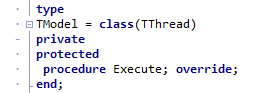 type
TModel = class(TThread)
private
protected
procedure Execute; override;
end;